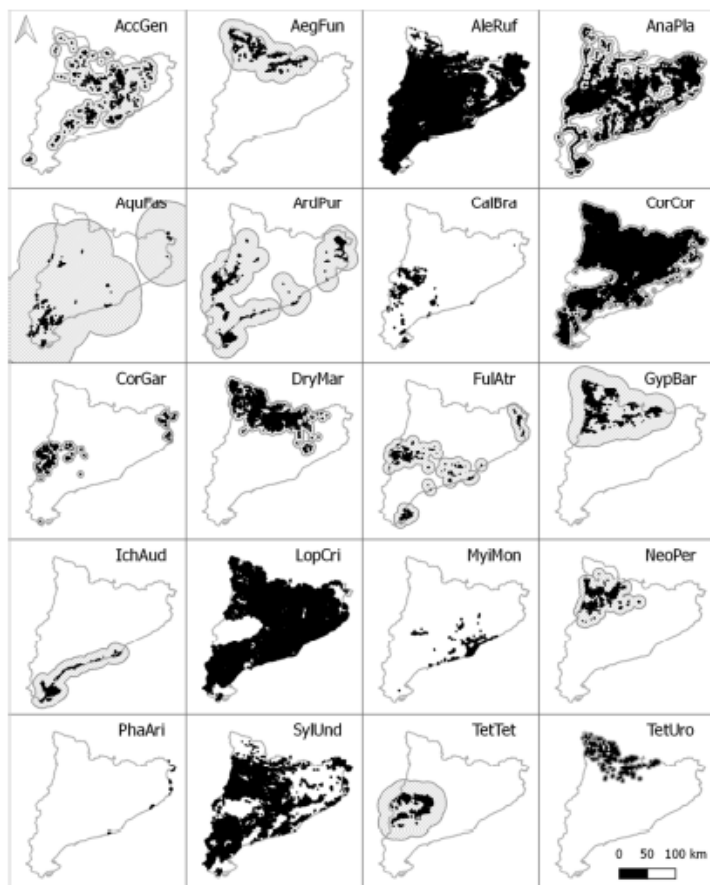 AccGen
AegFun
AleRuf
AnaPla
AquFas
ArdPur
CalBra
CorCor
CorGar
DryMar
FulAtr
GypBar
IchAud
LopCri
MyiMon
NeoPer
PhaAri
SylUnd
TetTet
TetUro
0 50 100 km